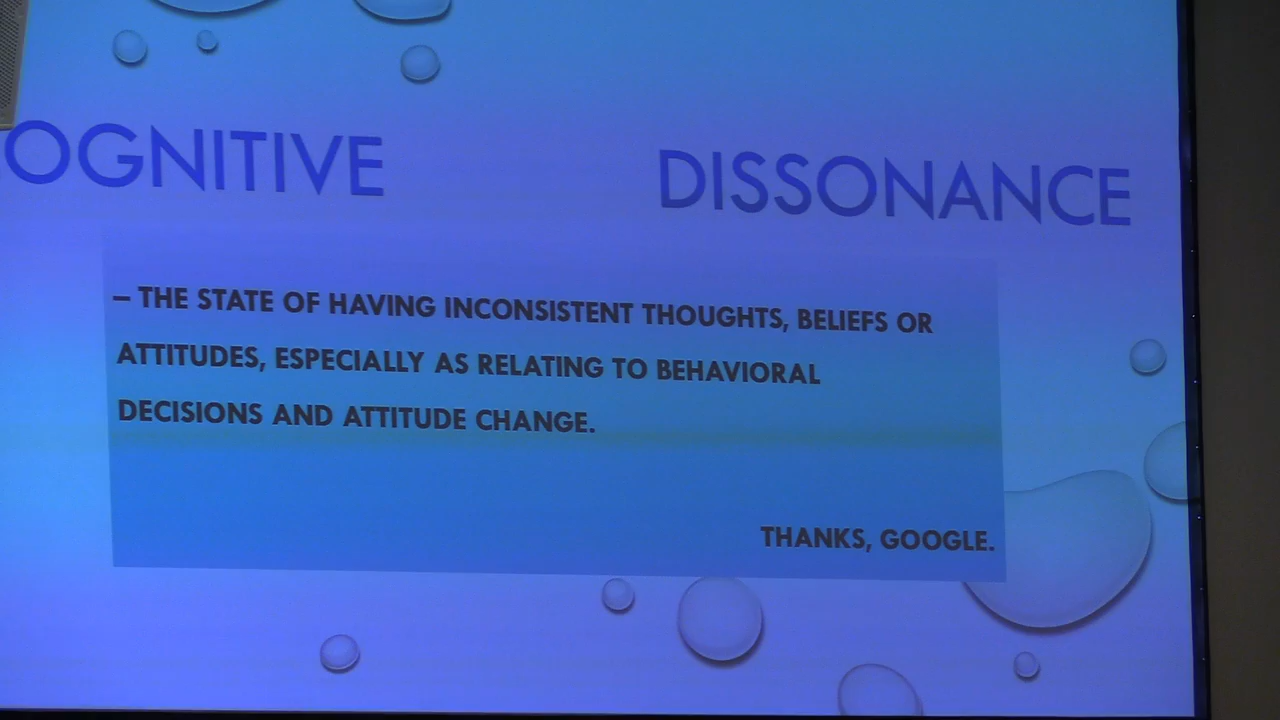 OGNITIVE DISSONANCE
– THE STATE OF HAVING INCONSISTENT THOUGHTS, BELIEFS OR
ATTITUDES, ESPECIALLY AS RELATING TO BEHAVIORAL
DECISIONS AND ATTITUDE CHANGE.
THANKS, GOOGLE.